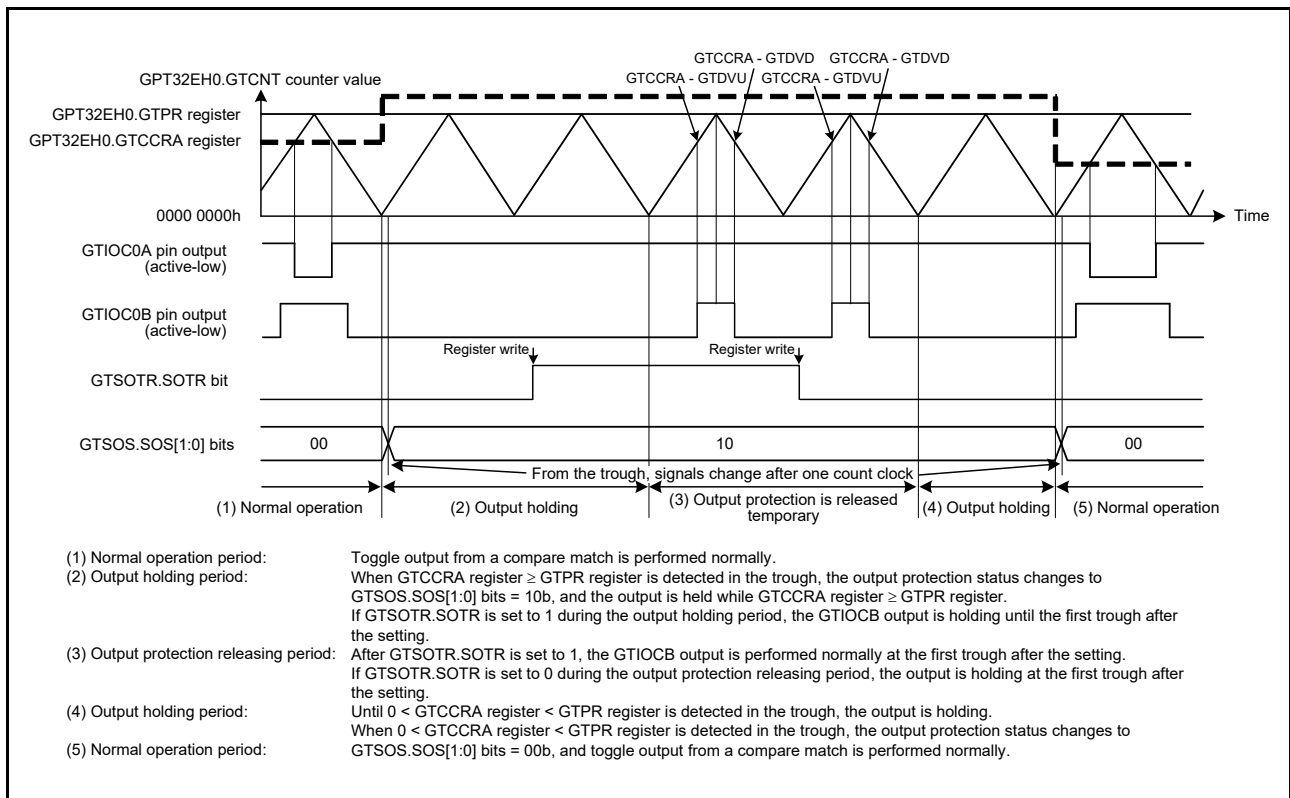 GTCCRA - GTDVD GTCCRA - GTDVD
GTCCRA - GTDVU GTCCRA - GTDVU
GPT32EH0.GTCNT counter value
GPT32EH0.GTPR register
GPT32EH0.GTCCRA register
0000 0000h
Time
GTIOC0A pin output
(active-low)
GTIOC0B pin output
(active-low)
Register write Register write
GTSOTR.SOTR bit
GTSOS.SOS[1:0] bits 00 10 00
From the trough, signals change after one count clock
(1) Normal operation (2) Output holding (3) Output protection is released
temporary (4) Output holding (5) Normal operation
(1) Normal operation period: Toggle output from a compare match is performed normally.
(2) Output holding period: When GTCCRA register ≥ GTPR register is detected in the trough, the output protection status changes to
GTSOS.SOS[1:0] bits = 10b, and the output is held while GTCCRA register ≥ GTPR register.
If GTSOTR.SOTR is set to 1 during the output holding period, the GTIOCB output is holding until the first trough after
the setting.
(3) Output protection releasing period: After GTSOTR.SOTR is set to 1, the GTIOCB output is performed normally at the first trough after the setting.
If GTSOTR.SOTR is set to 0 during the output protection releasing period, the output is holding at the first trough after
the setting.
(4) Output holding period: Until 0 < GTCCRA register < GTPR register is detected in the trough, the output is holding.
When 0 < GTCCRA register < GTPR register is detected in the trough, the output protection status changes to
(5) Normal operation period: GTSOS.SOS[1:0] bits = 00b, and toggle output from a compare match is performed normally.